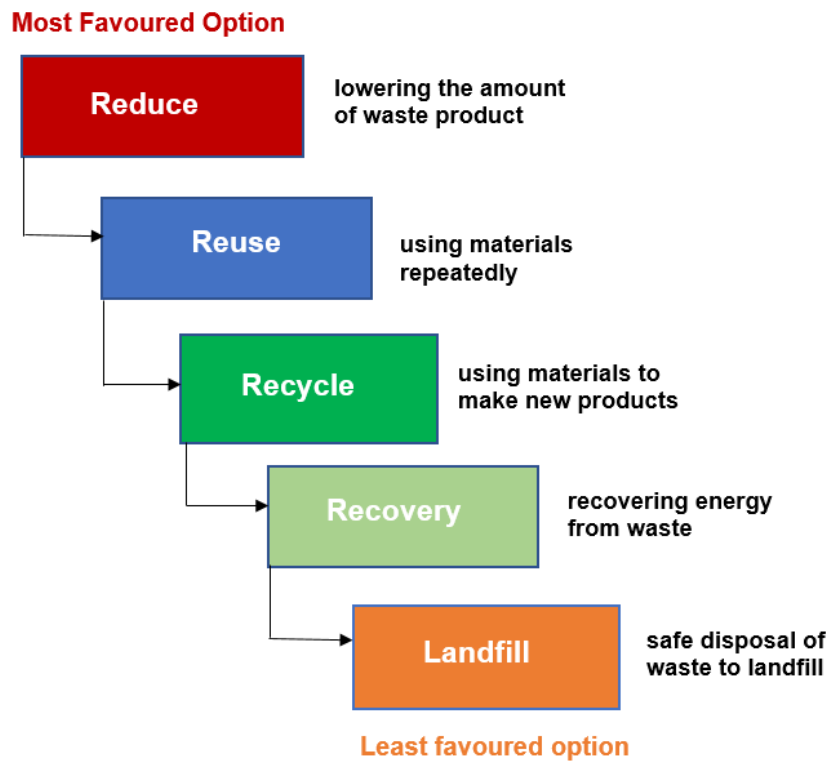 Most Favoured Option
Reduce
lowering the amount
of waste product
Reuse
using materials
repeatedly
Recycle
using materials to
make new products
Recovery
recovering energy
from waste
Landfill
safe disposal of
waste to landfill
Least favoured option